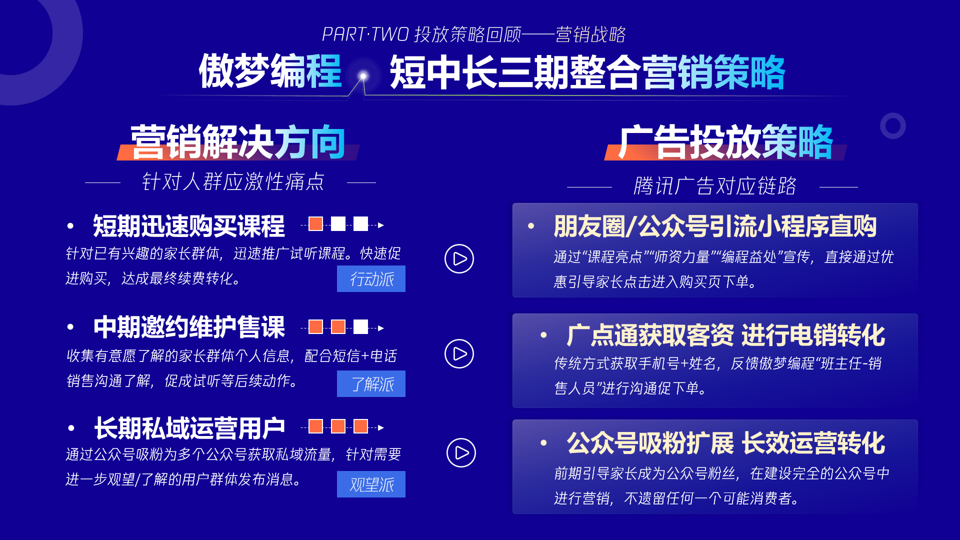 PART·TWO 投放策略回顾——营销战略
傲梦编程 短中长三期整合营销策略
营销解决方向
针对人群应激性痛点
• 短期迅速购买课程
针对已有兴趣的家长群体，迅速推广试听课程。快速促
进购买，达成最终续费转化。
行动派
• 中期邀约维护售课
收集有意愿了解的家长群体个人信息，配合短信+电话
销售沟通了解，促成试听等后续动作。
了解派
• 长期私域运营用户
通过公众号吸粉为多个公众号获取私域流量，针对需要
进一步观望/了解的用户群体发布消息。
观望派
广告投放策略
腾讯广告对应链路
• 朋友圈/公众号引流小程序直购
通过“课程亮点”“师资力量”“编程益处”宣传，直接通过优
惠引导家长点击进入购买页下单。
• 广点通获取客资 进行电销转化
传统方式获取手机号+姓名，反馈傲梦编程“班主任-销
售人员”进行沟通促下单。
• 公众号吸粉扩展 长效运营转化
前期引导家长成为公众号粉丝，在建设完全的公众号中
进行营销，不遗留任何一个可能消费者。